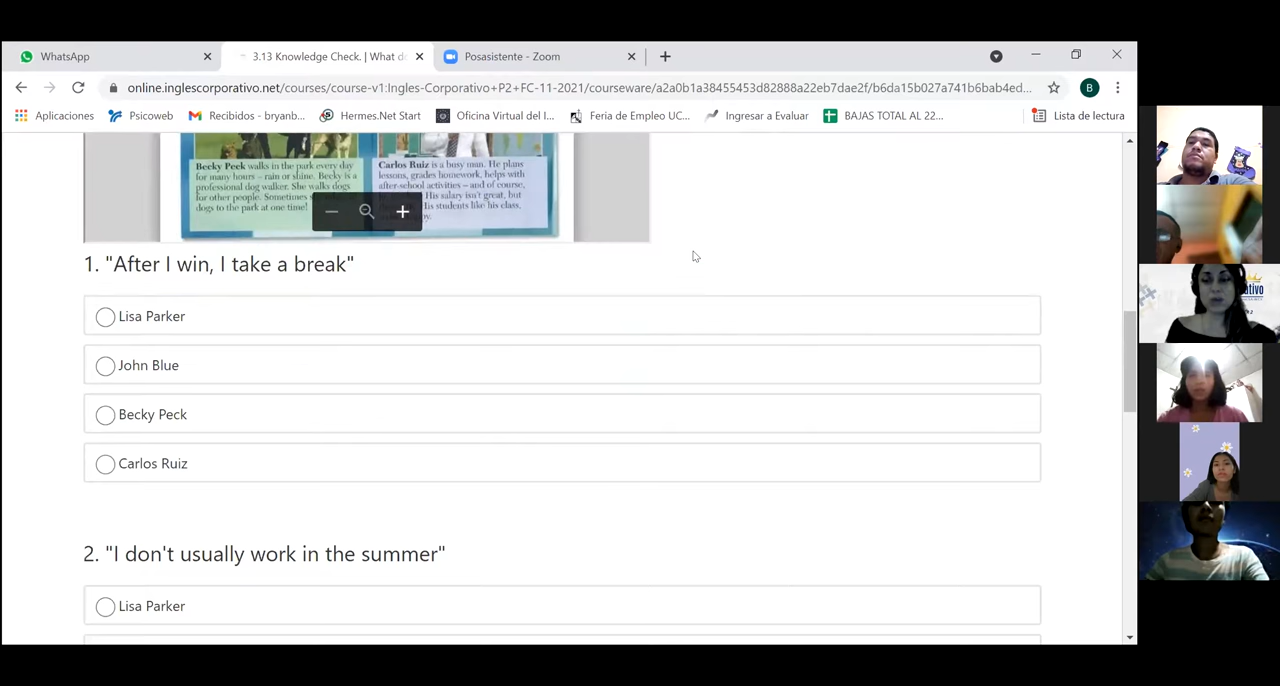 WhatsApp
3.13 Knowledge Check. | What d
Posasistente - Zoom
online.inglescorporativo.net/courses/course-v1:Ingles-Corporativo+P2+FC-11-2021/courseware/a2a0b1a38455453d82888a22eb7dae2f/b6da15b027a741b6bab4ed...
B
Aplicaciones
Psicoweb
Recibidos - bryanb...
Hermes.Net Start
Oficina Virtual del I...
Feria de Empleo UC...
Ingresar a Evaluar
BAJAS TOTAL AL 22...
Lista de lectura
Becky Peck walks in the park every day
for many hours – rain or shine. Becky is a
professional dog walker. She walks dogs
for other people. Sometimes
dogs to the park at one time!
Carlos Ruiz is a busy man. He plans
lessons, grades homework, helps with
after-school activities – and of course,
His salary isn't great, but
His students like his class,
1. "After I win, I take a break"
Lisa Parker
John Blue
Becky Peck
Carlos Ruiz
2. "I don't usually work in the summer"
Lisa Parker
ativo